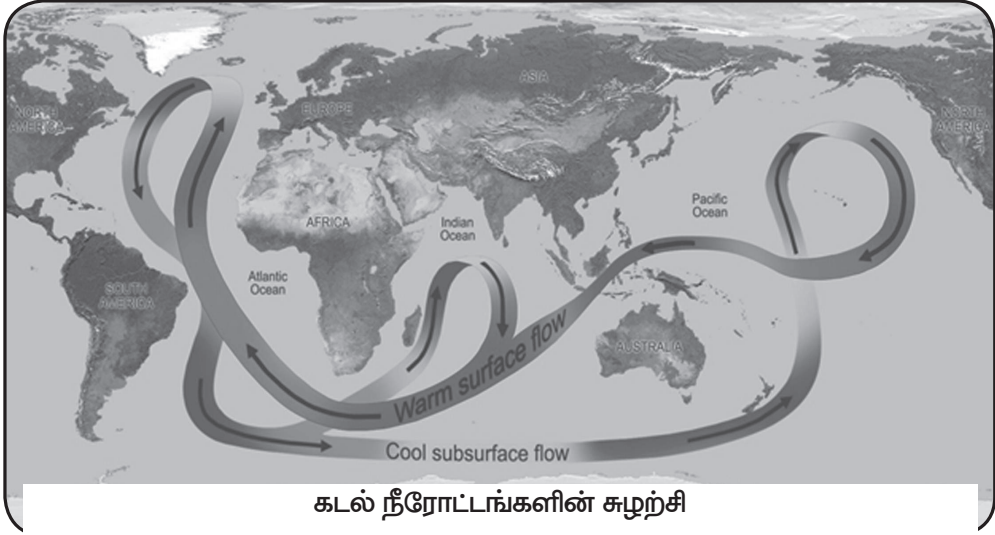 NORTH
AMERICA
EUROPE
ASIA
NORTH
AMERICA
AFRICA
Indian
Ocean
Pacific
Ocean
Atlantic
Ocean
SOUTH
AMERICA
AUSTRALIA
Warm surface flow
Cool subsurface flow
கடல் நீரோட்டங்களின் சுழற்சி